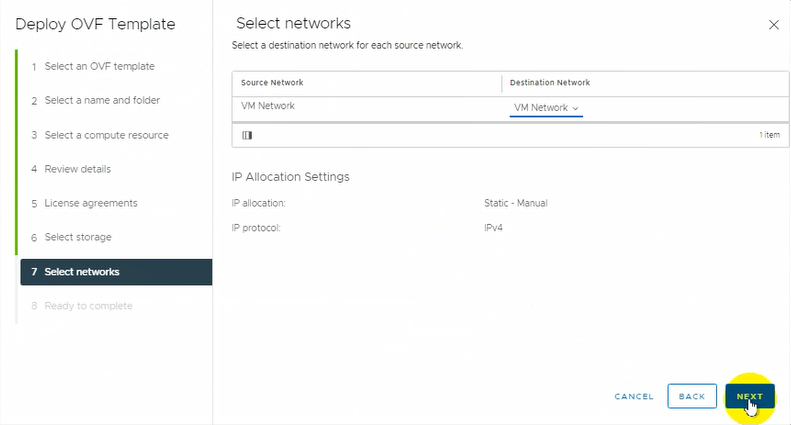 Deploy OVF Template
1 Select an OVF template
2 Select a name and folder
3 Select a compute resource
4 Review details
5 License agreements
6 Select storage
7 Select networks
8 Ready to complete
Select networks
Select a destination network for each source network.
Source Network Destination Network
VM Network VM Network
1 item
IP Allocation Settings
IP allocation: Static - Manual
IP protocol: IPv4
CANCEL BACK NEXT